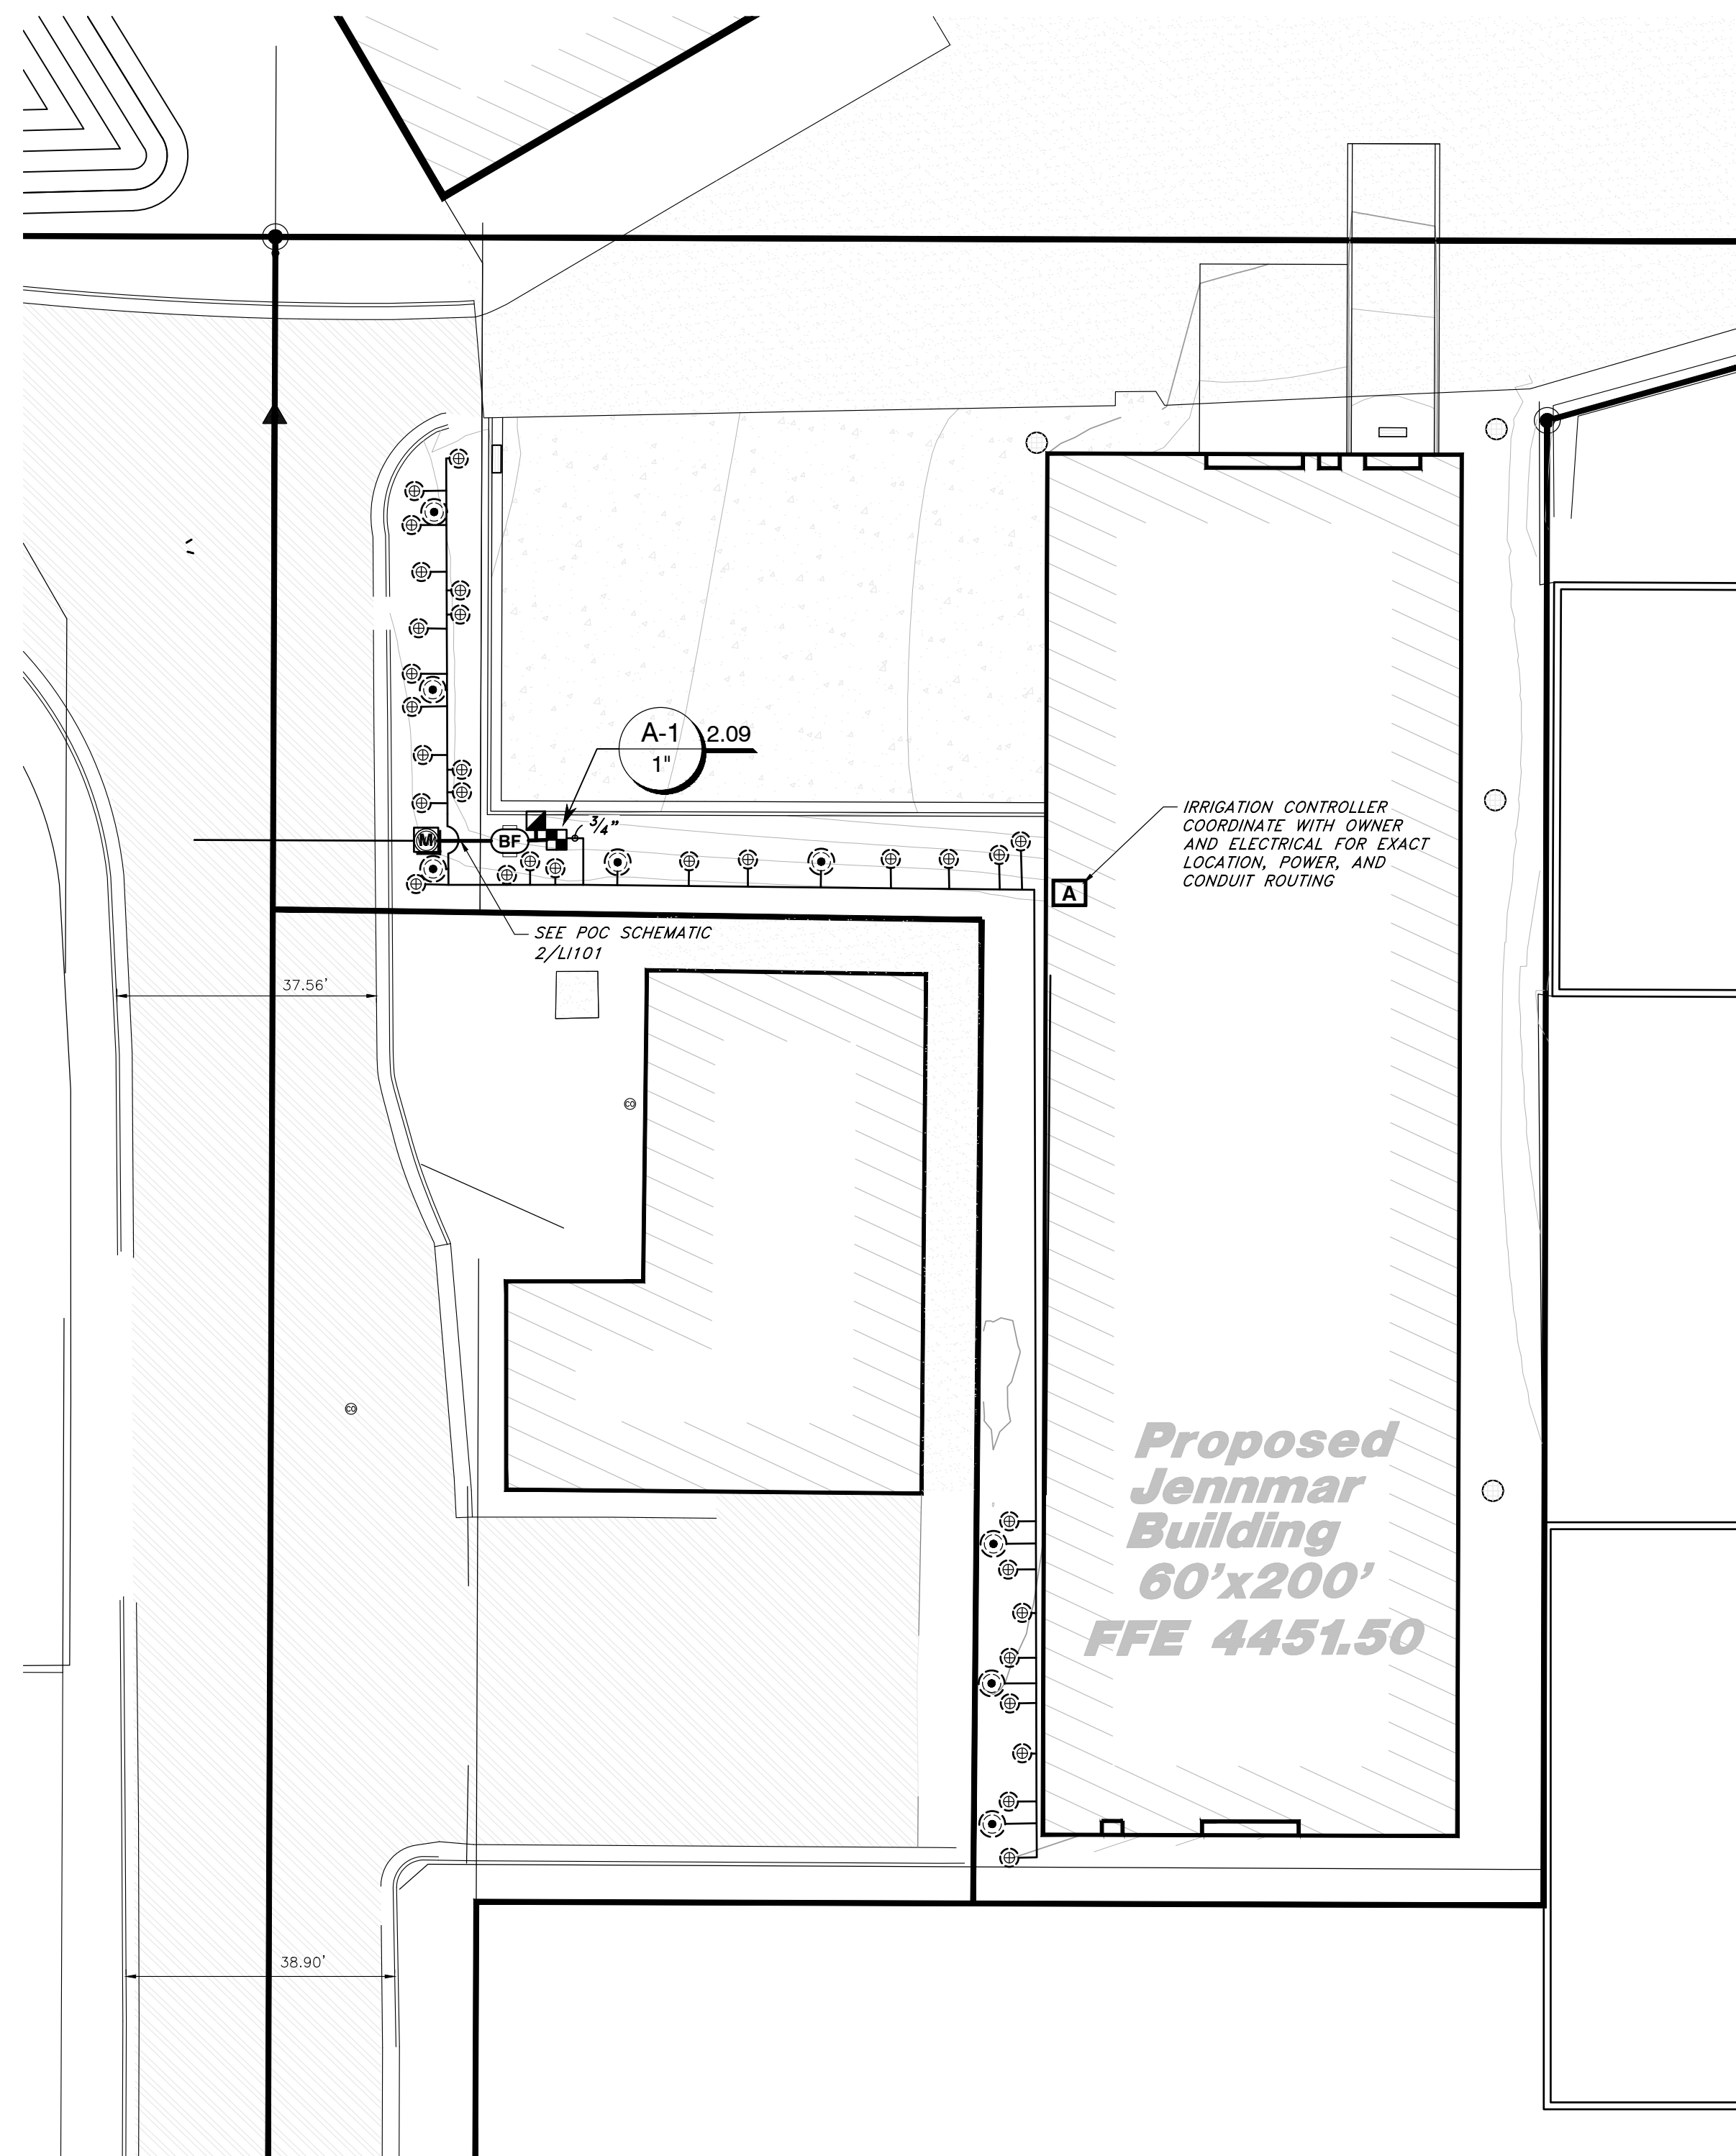 A-1
2.09
1"
3/4"
M
BF
IRRIGATION CONTROLLER
COORDINATE WITH OWNER
AND ELECTRICAL FOR EXACT
LOCATION, POWER, AND
CONDUIT ROUTING
A
SEE POC SCHEMATIC
2/LI101
37.56'
CO
CO
Proposed
Jennmar
Building
60'x200'
FFE 4451.50
38.90'